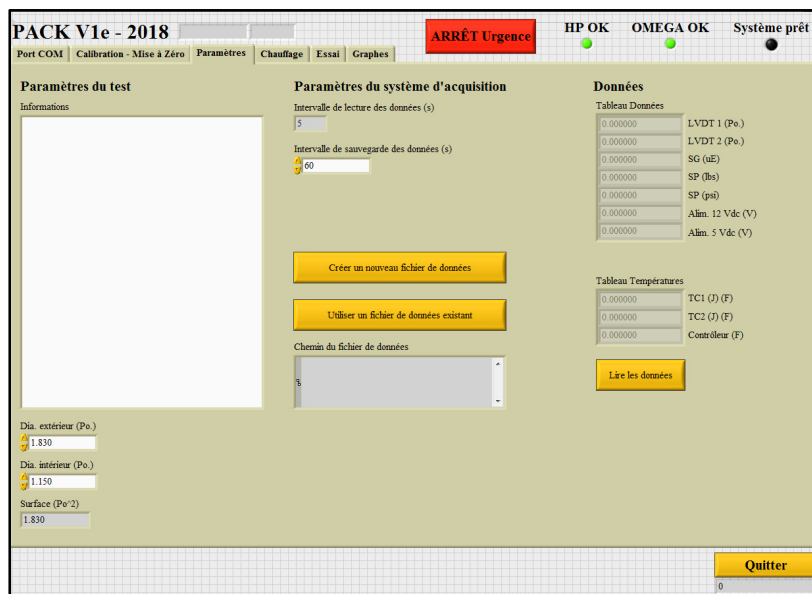 PACK V1e - 2018
ARRÊT Urgence
HP OK
OMEGA OK
Système prêt
Port COM
Calibration - Mise à Zéro
Paramètres
Chauffage
Essai
Graphes
Paramètres du test
Informations
Dia. extérieur (Po.)
1.830
Dia. intérieur (Po.)
1.150
Surface (Po^2)
1.830
Paramètres du système d'acquisition
Intervalle de lecture des données (s)
5
Intervalle de sauvegarde des données (s)
60
Créer un nouveau fichier de données
Utiliser un fichier de données existant
Chemin du fichier de données
Données
Tableau Données
0.000000 LVDT 1 (Po.)
0.000000 LVDT 2 (Po.)
0.000000 SG (uE)
0.000000 SP (lbs)
0.000000 SP (psi)
0.000000 Alim. 12 Vdc (V)
0.000000 Alim. 5 Vdc (V)
Tableau Températures
0.000000 TC1 (J) (F)
0.000000 TC2 (J) (F)
0.000000 Contrôleur (F)
Lire les données
Quitter
0